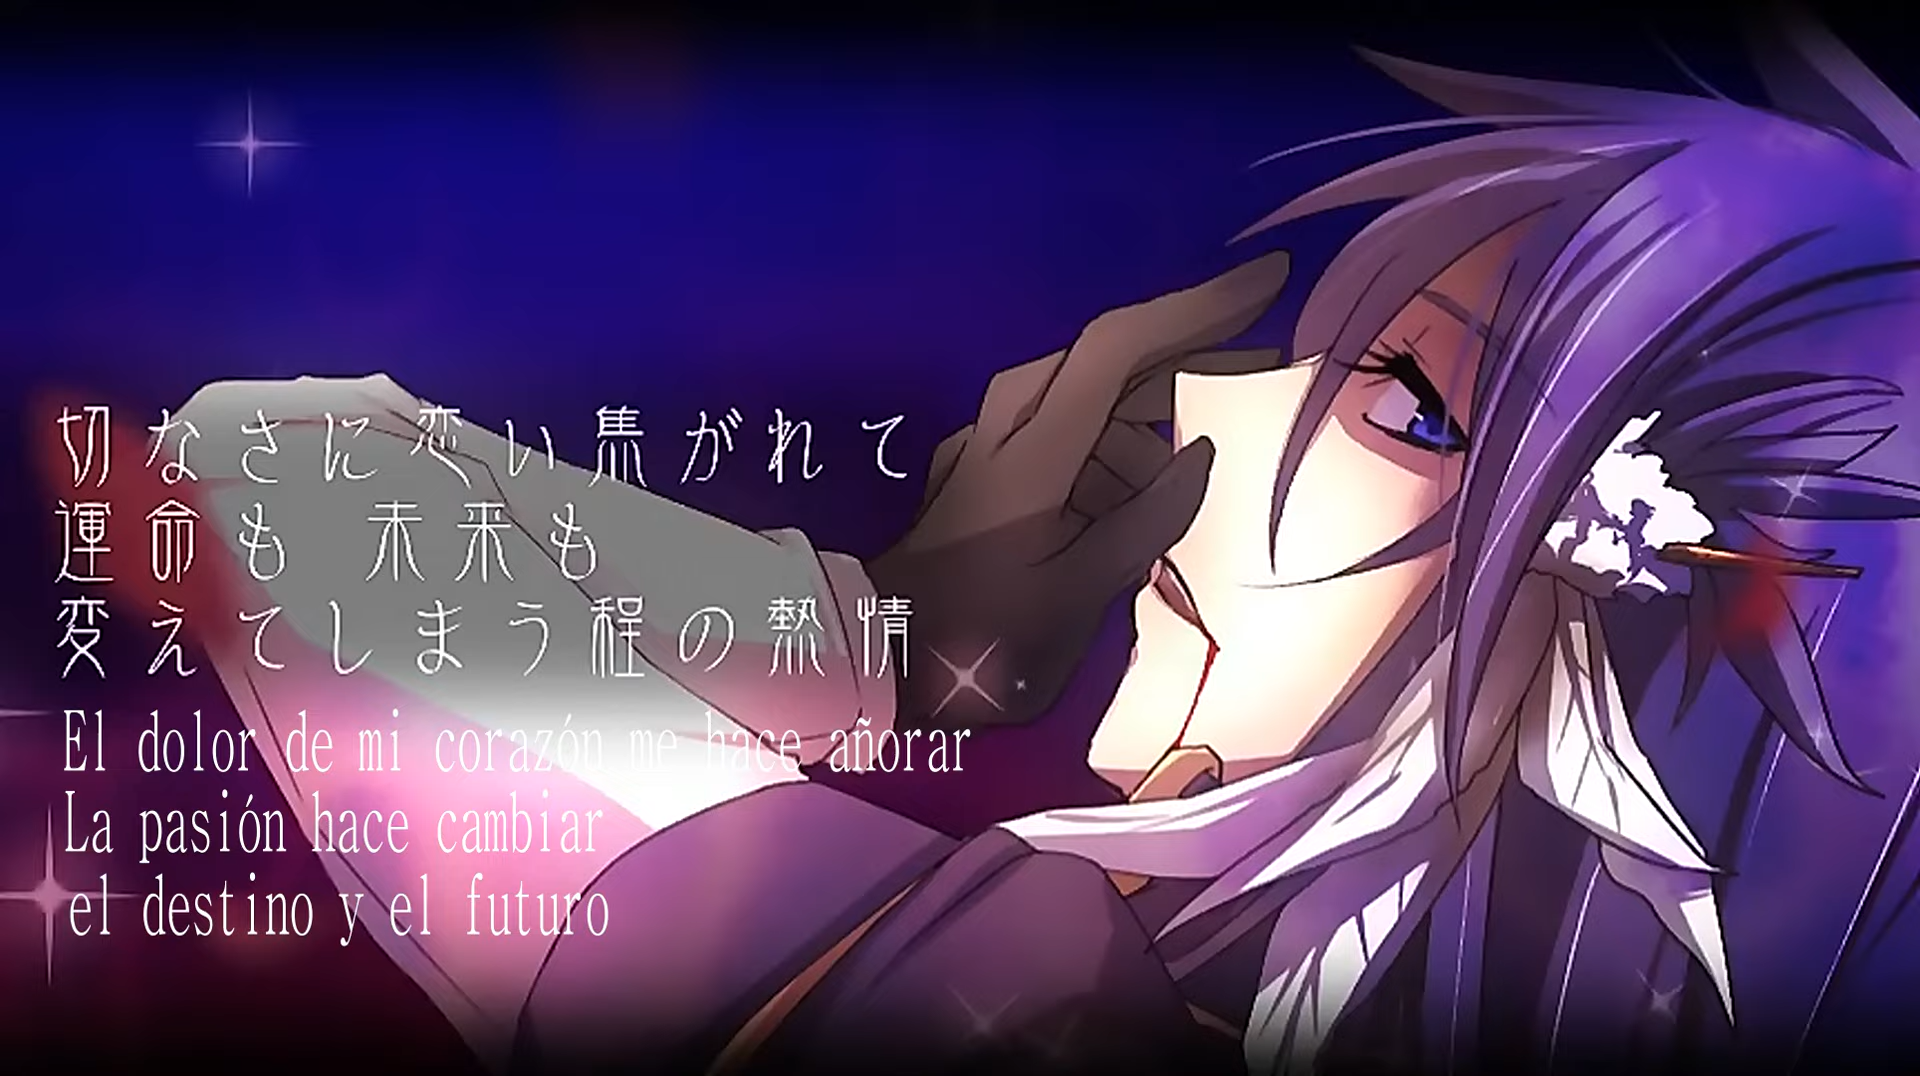 切なさに恋い焦がれて
運命も 未来も
変えてしまう程の熱情
El dolor de mi corazón me hace añorar
La pasión hace cambiar
el destino y el futuro